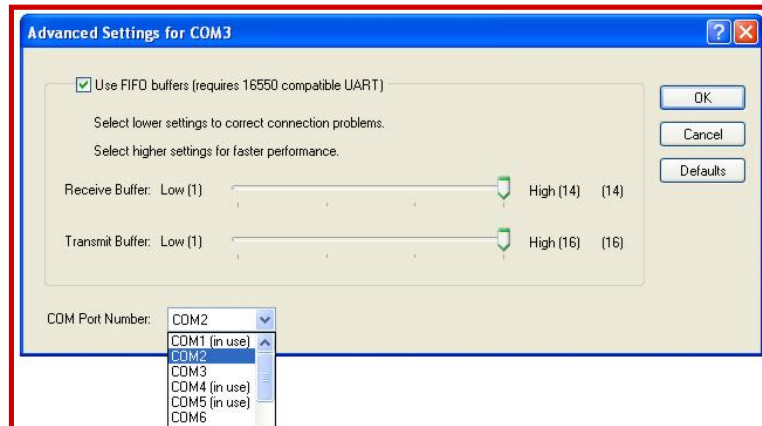 Advanced Settings for COM3
Use FIFO buffers (requires 16550 compatible UART)
OK
Select lower settings to correct connection problems.
Cancel
Select higher settings for faster performance.
Defaults
Receive Buffer: Low (1) High (14) (14)
Transmit Buffer: Low (1) High (16) (16)
COM Port Number: COM2
COM1 (in use)
COM2
COM3
COM4 (in use)
COM5 (in use)
COM6